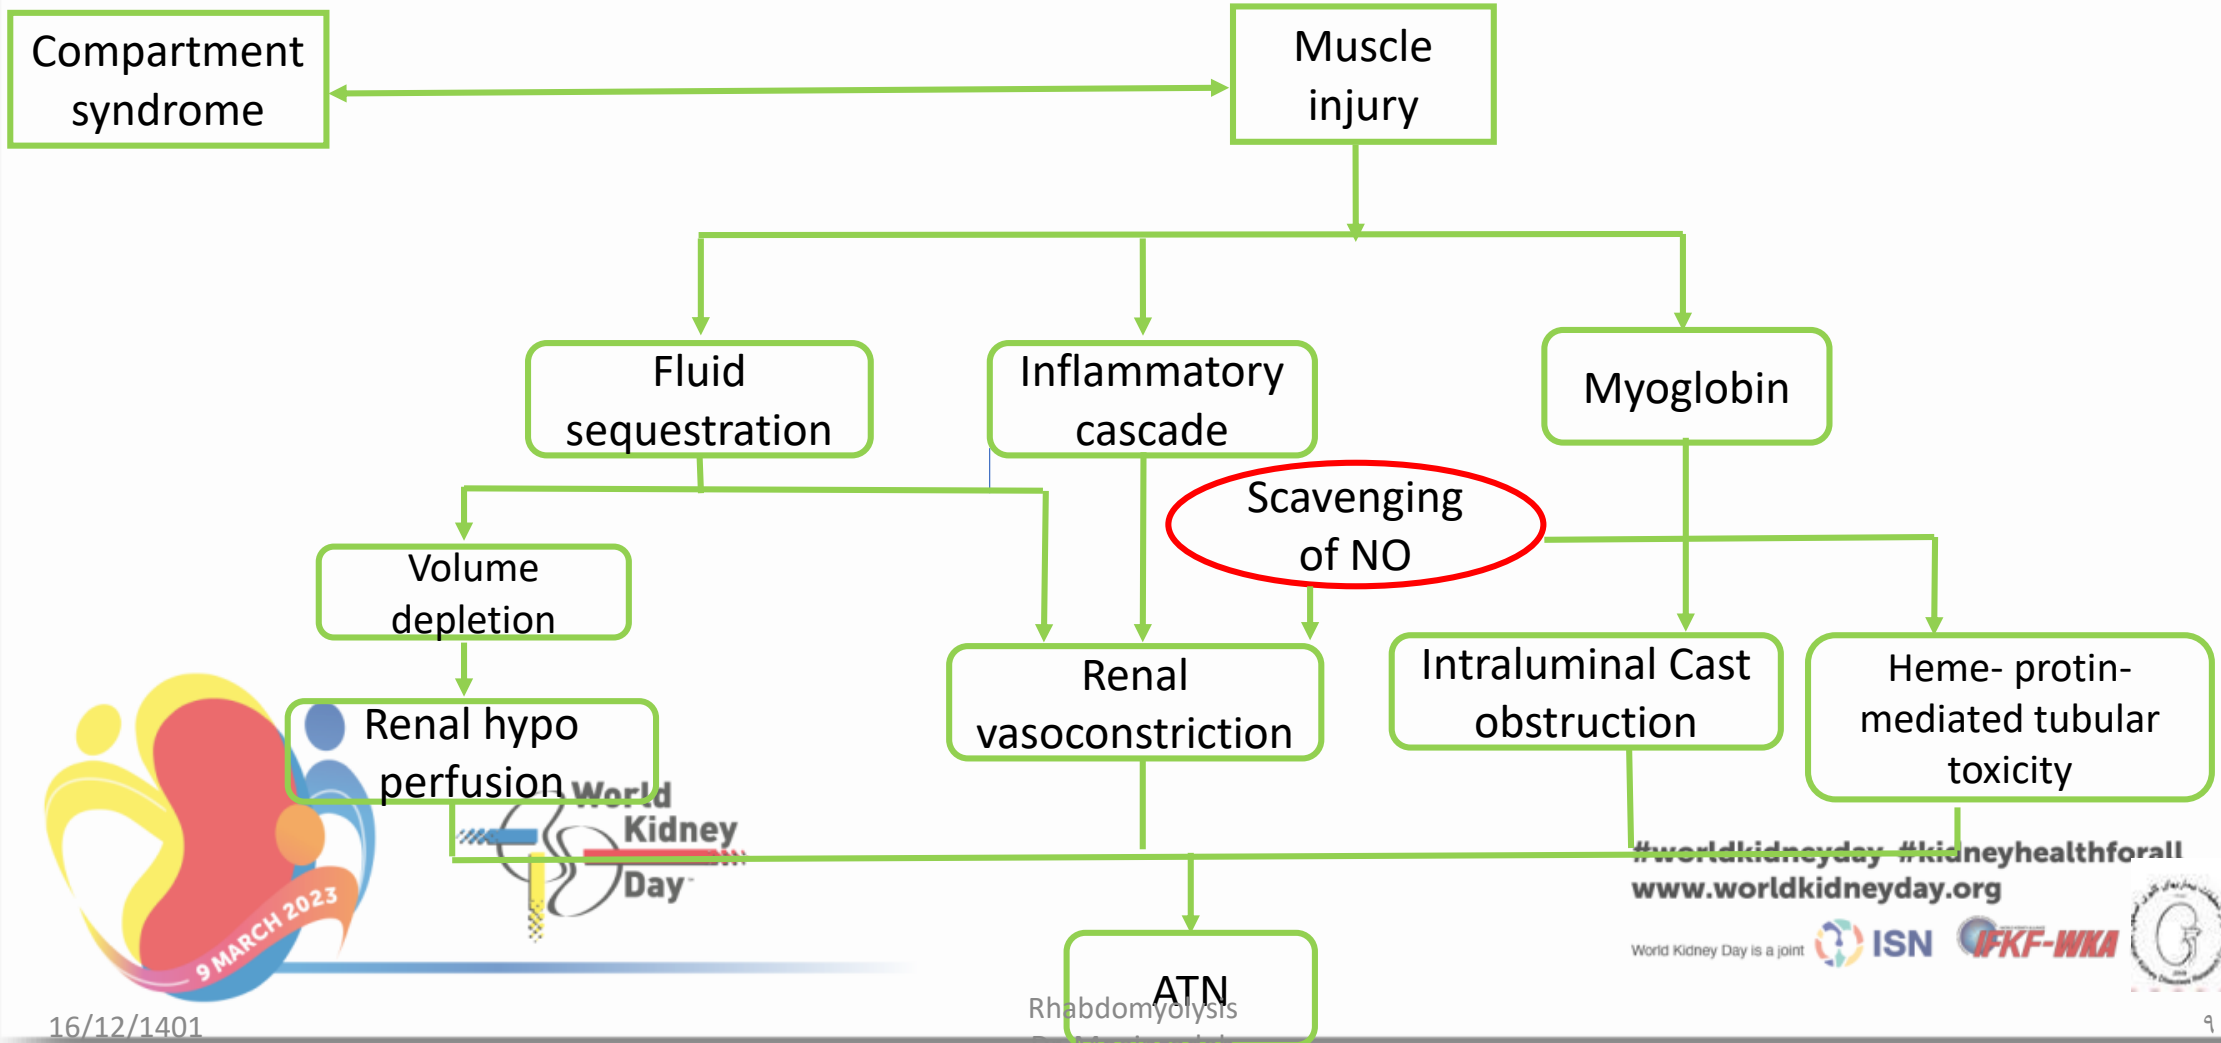 Compartment
syndrome
Muscle
injury
Fluid
sequestration
Inflammatory
cascade
Myoglobin
Scavenging
of NO
Volume
depletion
Renal hypo
perfusion
Renal
vasoconstriction
Intraluminal Cast
obstruction
Heme- protin-
mediated tubular
toxicity
ATN
9 MARCH 2023
World
Kidney
Day
#worldkidneyday #kidneyhealthforall
www.worldkidneyday.org
World Kidney Day is a joint
ISN
IFKF-WKA
16/12/1401
Rhabdomyolysis
۹